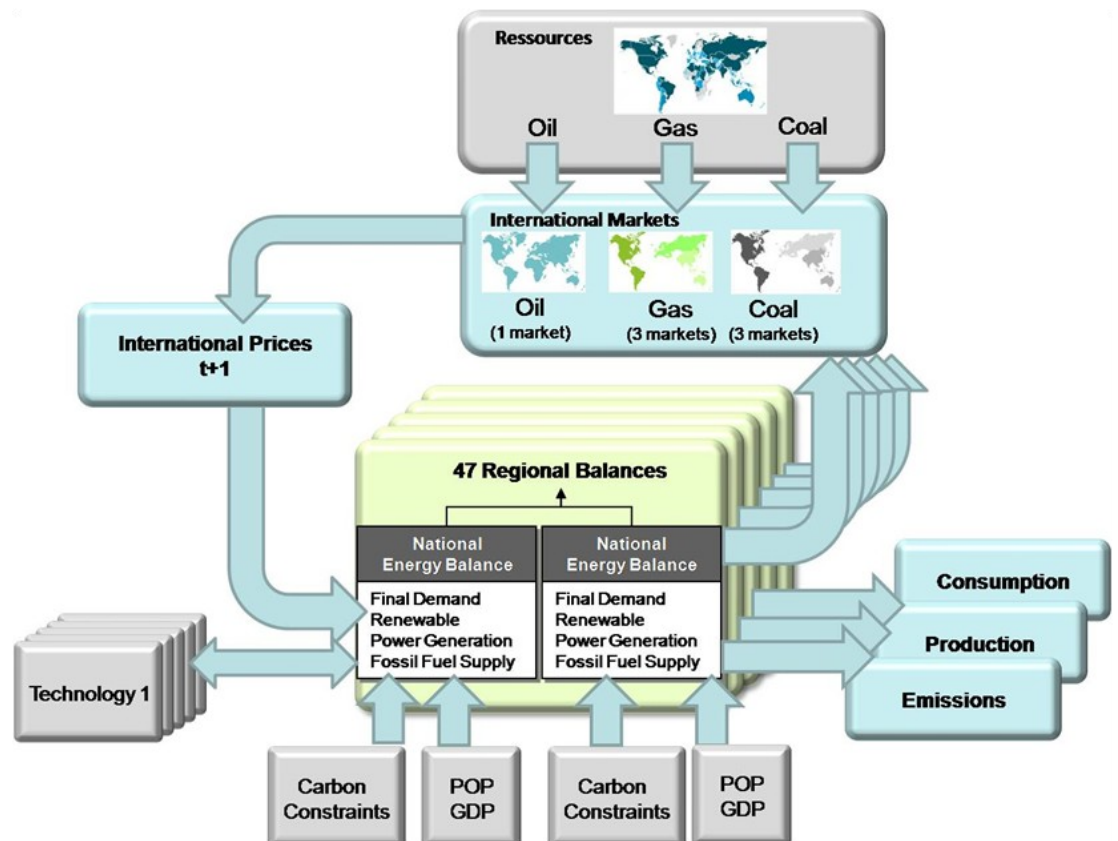 Ressources
Oil
Gas
Coal
International Markets
Oil
(1 market)
Gas
(3 markets)
Coal
(3 markets)
International Prices
t+1
47 Regional Balances
National
Energy Balance
Final Demand
Renewable
Power Generation
Fossil Fuel Supply
National
Energy Balance
Final Demand
Renewable
Power Generation
Fossil Fuel Supply
Consumption
Production
Emissions
Technology 1
Carbon
Constraints
POP
GDP
Carbon
Constraints
POP
GDP